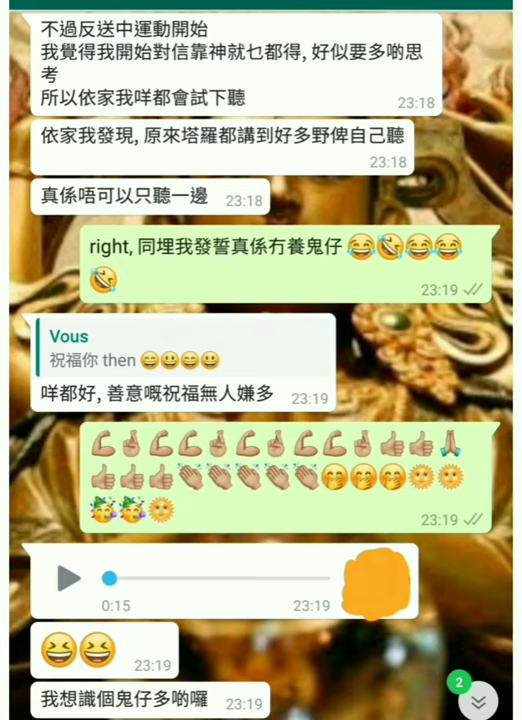 不過反送中運動開始
我覺得我開始對信靠神就乜都得, 好似要多啲思
考
所以依家我咩都會試下聽
23:18
依家我發現, 原來塔羅都講到好多野俾自己聽
23:18
真係唔可以只聽一邊 23:18
right, 同埋我發誓真係冇養鬼仔 😂🤣😂😂
🤣
23:19
Vous
祝福你 then 😄😃😄😃
咩都好, 善意嘅祝福無人嫌多 23:19
💪🏼🤞🏼💪🏼💪🏼🤞🏼💪🏼🤞🏼💪🏼💪🏼🤞🏼👍🏼👍🏼🙏🏼
👍🏼👍🏼👍🏼👏🏼👏🏼👏🏼👏🏼👏🏼🤭🤭🤭🌞🌞
🥳🥳🌞
23:19
0:15 23:19
😆😆 23:19
2
我想識個鬼仔多啲囉 23:19